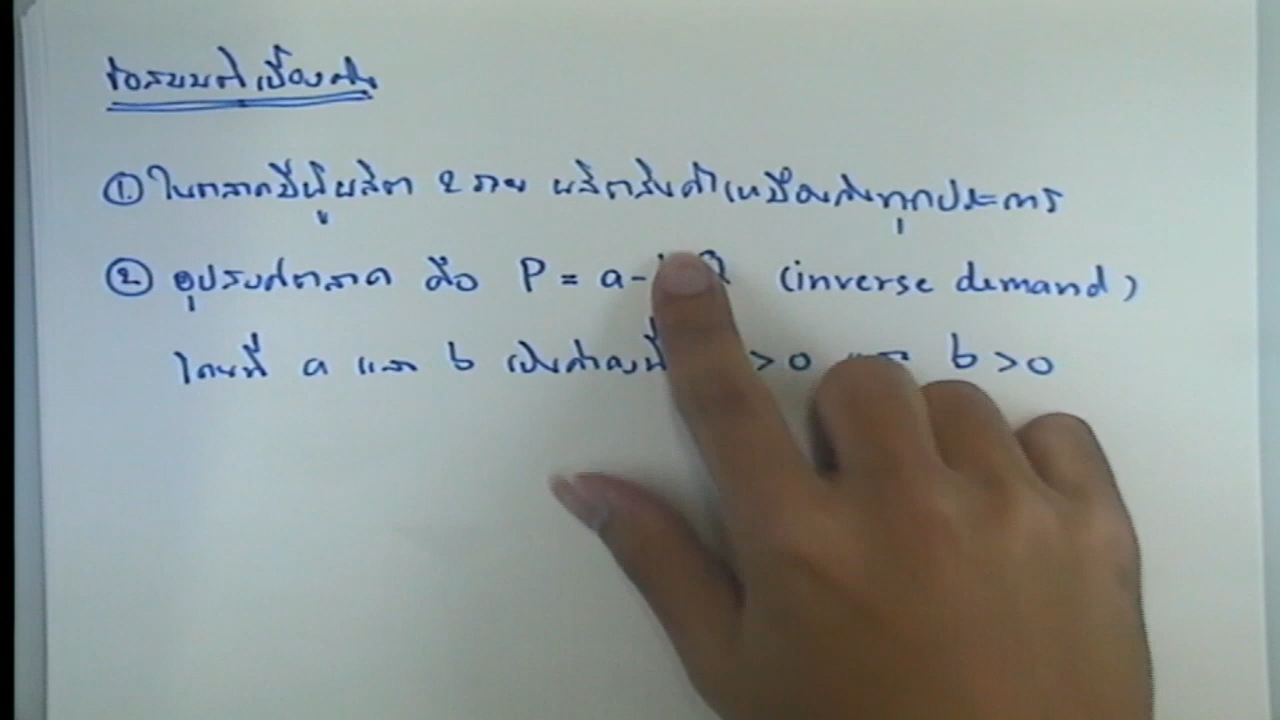 ข้อสมมติเบื้องต้น
① ในตลาดมีผู้ผลิต 2 ราย ผลิตสินค้าเหมือนกันทุกประการ
② อุปสงค์ตลาด คือ P = a - (inverse demand)
โดยที่ a และ b เป็นค่าคงที่ > 0 และ b > 0